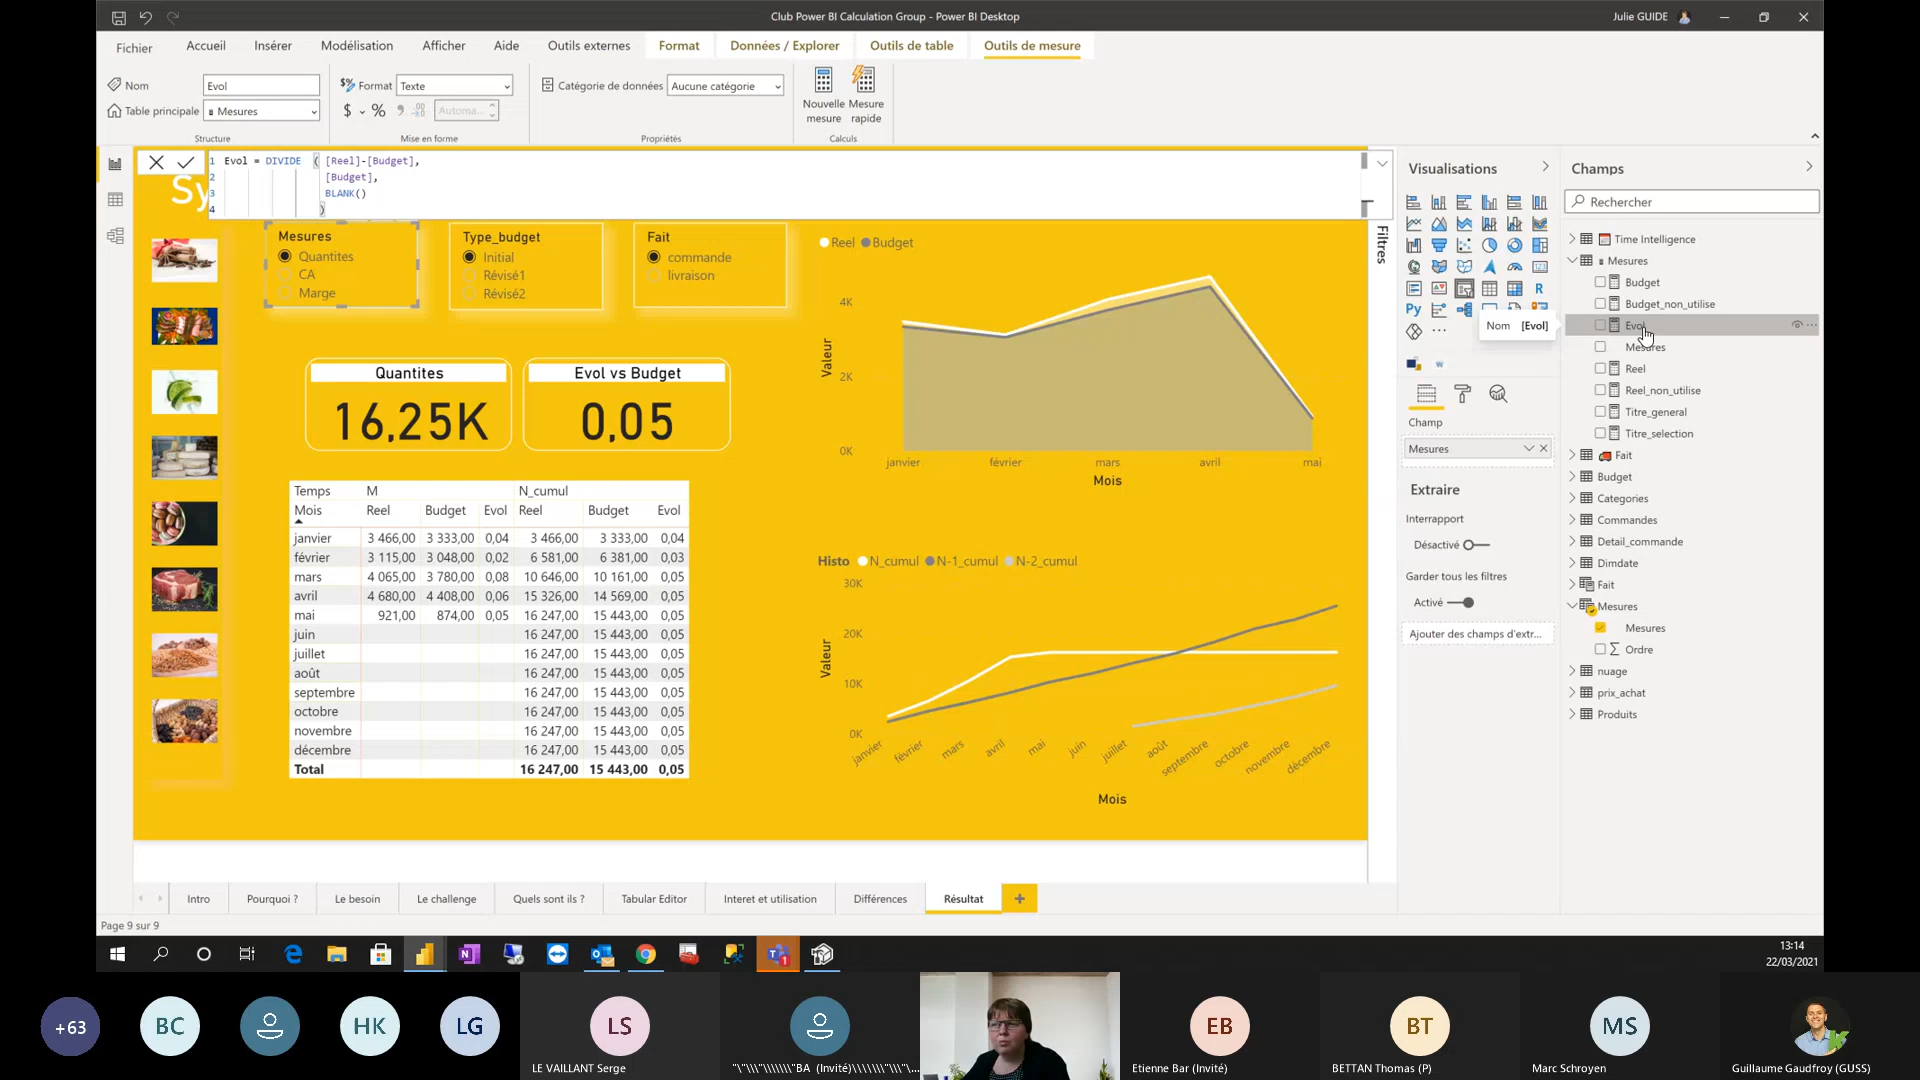 Club Power BI Calculation Group - Power BI Desktop
Julie GUIDE
Fichier Accueil Insérer Modélisation Afficher Aide Outils externes Format Données / Explorer Outils de table Outils de mesure
Nom Evol
Table principale Mesures
Structure
Format Texte
$ % Automa...
Mise en forme
Catégorie de données Aucune catégorie
Propriétés
Nouvelle mesure
Mesure rapide
Calculs
1 Evol = DIVIDE ( [Reel]-[Budget],
2 [Budget],
3 BLANK()
4 )
Sy
Mesures
Quantites
CA
Marge
Type_budget
Initial
Révisé1
Révisé2
Fait
commande
livraison
Quantites
16,25K
Evol vs Budget
0,05
Temps M N_cumul
Mois Reel Budget Evol Reel Budget Evol
janvier 3 466,00 3 333,00 0,04 3 466,00 3 333,00 0,04
février 3 115,00 3 048,00 0,02 6 581,00 6 381,00 0,03
mars 4 065,00 3 780,00 0,08 10 646,00 10 161,00 0,05
avril 4 680,00 4 408,00 0,06 15 326,00 14 569,00 0,05
mai 921,00 874,00 0,05 16 247,00 15 443,00 0,05
juin 16 247,00 15 443,00 0,05
juillet 16 247,00 15 443,00 0,05
août 16 247,00 15 443,00 0,05
septembre 16 247,00 15 443,00 0,05
octobre 16 247,00 15 443,00 0,05
novembre 16 247,00 15 443,00 0,05
décembre 16 247,00 15 443,00 0,05
Total 16 247,00 15 443,00 0,05
Reel Budget
Valeur
4K
2K
0K
janvier février mars avril mai
Mois
Histo N_cumul N-1_cumul N-2_cumul
Valeur
30K
20K
10K
0K
janvier février mars avril mai juin juillet août septembre octobre novembre décembre
Mois
Filtres
Visualisations
Py
R
Nom [Evol]
Champ
Mesures
Extraire
Interrapport
Désactivé
Garder tous les filtres
Activé
Ajouter des champs d'extr...
Champs
Rechercher
Time Intelligence
Mesures
Budget
Budget_non_utilise
Evol
Mesures
Reel
Reel_non_utilise
Titre_general
Titre_selection
Fait
Budget
Categories
Commandes
Detail_commande
Dimdate
Fait
Mesures
Mesures
Ordre
nuage
prix_achat
Produits
Intro Pourquoi ? Le besoin Le challenge Quels sont ils ? Tabular Editor Interet et utilisation Différences Résultat +
Page 9 sur 9
13:14
22/03/2021
+63 BC HK LG LS EB BT MS
LE VAILLANT Serge
Etienne Bar (Invité)
BETTAN Thomas (P)
Marc Schroyen
Guillaume Gaudfroy (GUSS)